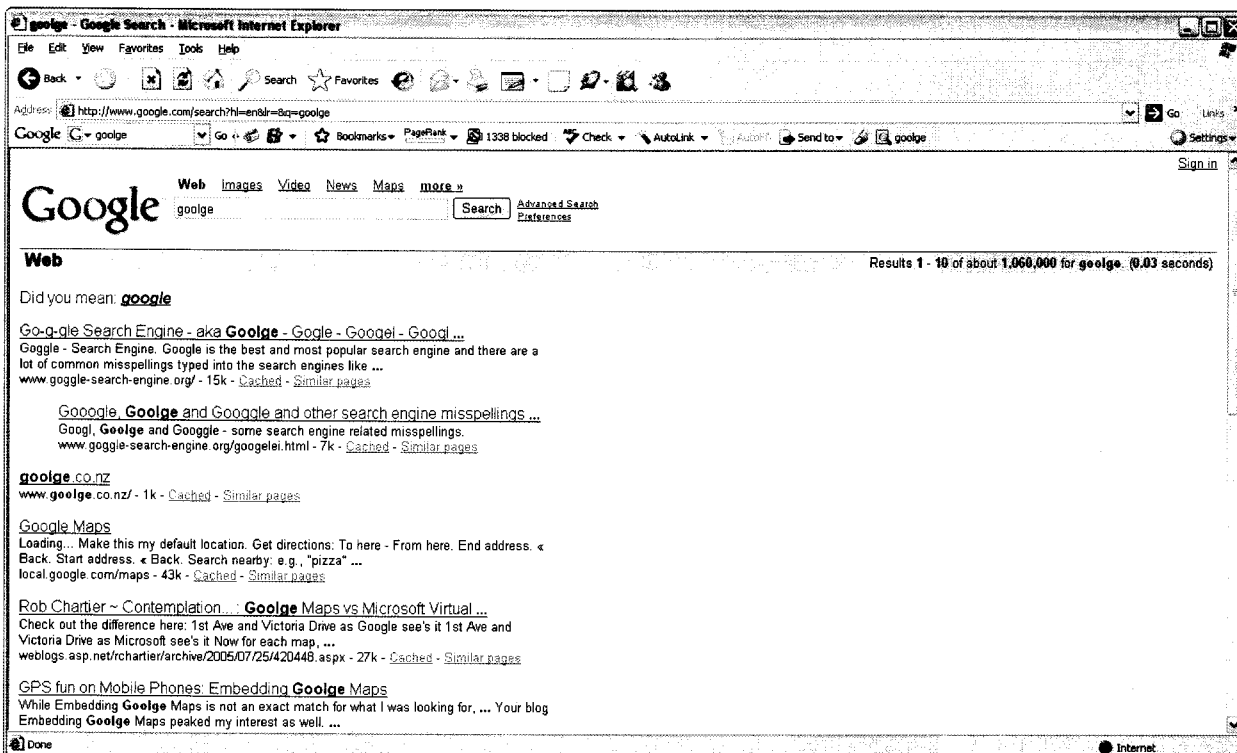 goolge - Google Search - Microsoft Internet Explorer
File Edit View Favorites Tools Help
Back Search Favorites
Address http://www.google.com/search?hl=en&lr=&q=goolge Go Links
Google G goolge Go Bookmarks PageRank 1338 blocked Check AutoLink Send to goolge Settings
Sign in
Web Images Video News Maps more »
Google goolge Search Advanced Search
Preferences
Web Results 1 - 10 of about 1,060,000 for goolge. (0.03 seconds)
Did you mean: google
Go-g-gle Search Engine - aka Goolge - Gogle - Googel - Googl ...
Goggle - Search Engine. Google is the best and most popular search engine and there are a
lot of common misspellings typed into the search engines like ...
www.goggle-search-engine.org/ - 15k - Cached - Similar pages
Gooogle, Goolge and Googgle and other search engine misspellings ...
Googl, Goolge and Googgle - some search engine related misspellings.
www.goggle-search-engine.org/googelei.html - 7k - Cached - Similar pages
goolge.co.nz
www.goolge.co.nz/ - 1k - Cached - Similar pages
Google Maps
Loading... Make this my default location. Get directions: To here - From here. End address. «
Back. Start address. « Back. Search nearby: e.g., "pizza" ...
local.google.com/maps - 43k - Cached - Similar pages
Rob Chartier ~ Contemplation... : Goolge Maps vs Microsoft Virtual ...
Check out the difference here: 1st Ave and Victoria Drive as Google see's it 1st Ave and
Victoria Drive as Microsoft see's it Now for each map, ...
weblogs.asp.net/rchartier/archive/2005/07/25/420448.aspx - 27k - Cached - Similar pages
GPS fun on Mobile Phones: Embedding Goolge Maps
While Embedding Goolge Maps is not an exact match for what I was looking for, ... Your blog
Embedding Goolge Maps peaked my interest as well. ...
Done Internet